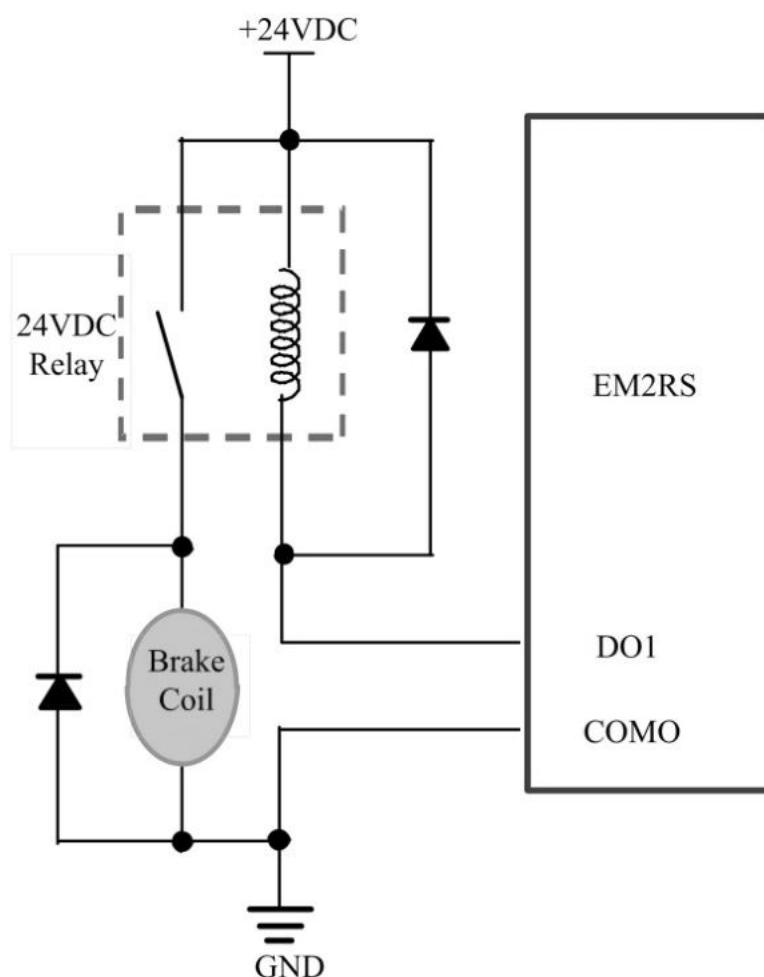 +24VDC
24VDC
Relay
EM2RS
Brake
Coil
DO1
COMO
GND